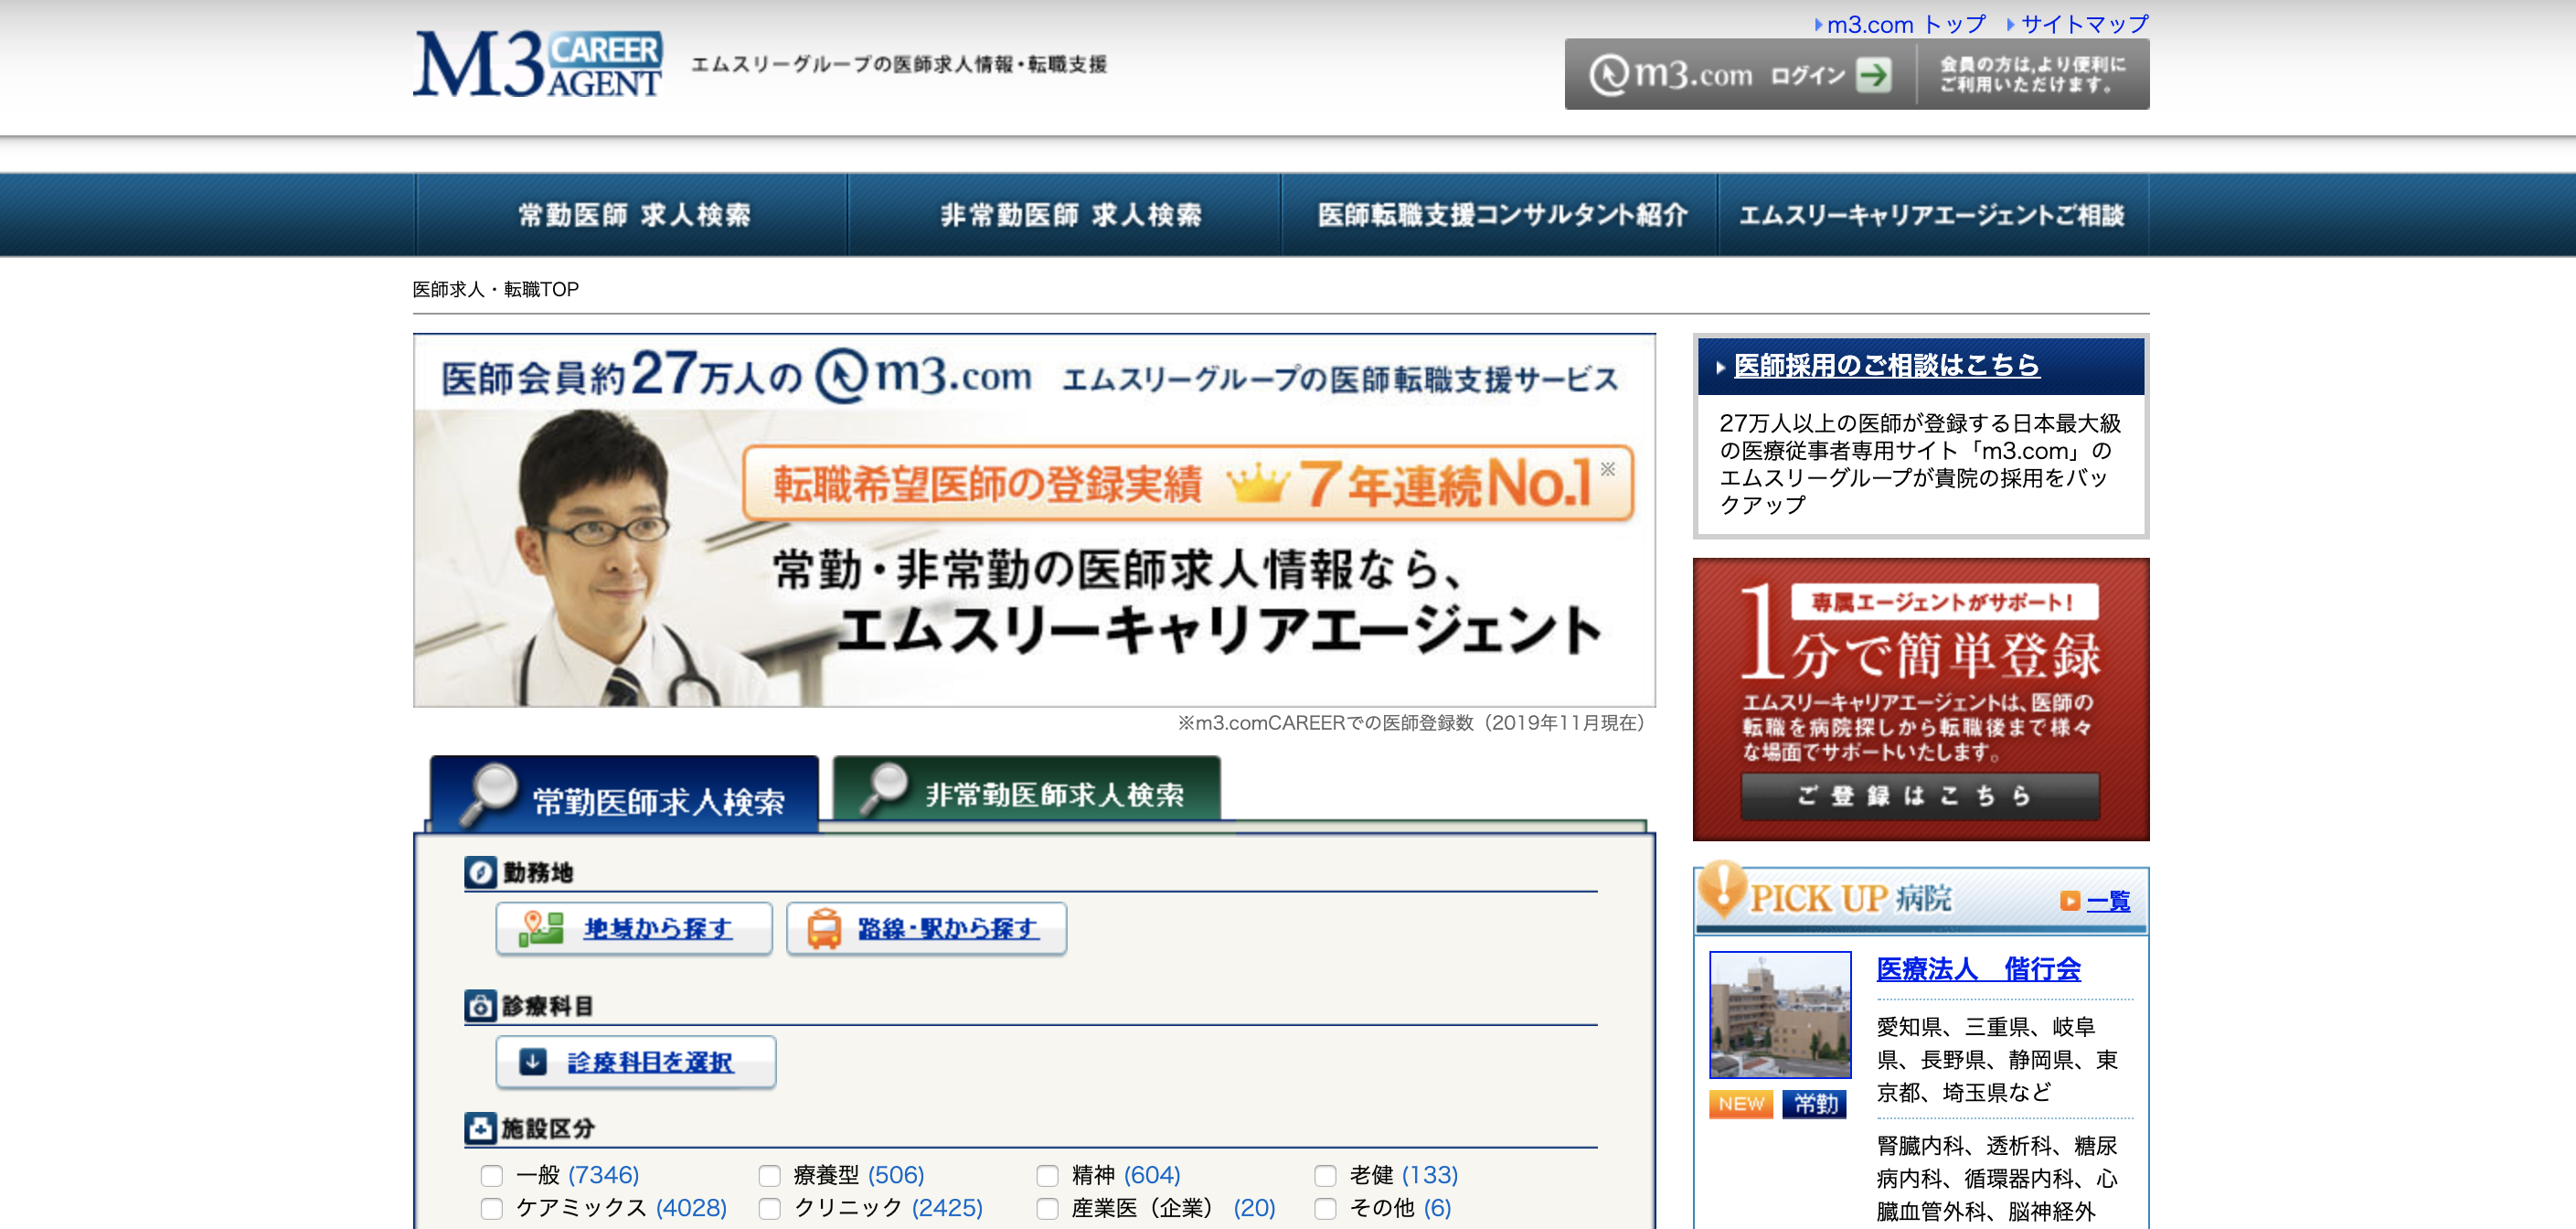 m3.com トップ サイトマップ
M3 CAREER AGENT
エムスリーグループの医師求人情報・転職支援
m3.com ログイン
会員の方は,より便利に
ご利用いただけます。
常勤医師 求人検索
非常勤医師 求人検索
医師転職支援コンサルタント紹介
エムスリーキャリアエージェントご相談
医師求人・転職TOP
医師会員約27万人の m3.com エムスリーグループの医師転職支援サービス
転職希望医師の登録実績 7年連続No.1※
常勤・非常勤の医師求人情報なら、
エムスリーキャリアエージェント
※m3.comCAREERでの医師登録数（2019年11月現在）
常勤医師求人検索
非常勤医師求人検索
勤務地
地域から探す
路線・駅から探す
診療科目
診療科目を選択
施設区分
一般 (7346) 療養型 (506) 精神 (604) 老健 (133)
ケアミックス (4028) クリニック (2425) 産業医（企業） (20) その他 (6)
医師採用のご相談はこちら
27万人以上の医師が登録する日本最大級
の医療従事者専用サイト「m3.com」の
エムスリーグループが貴院の採用をバッ
クアップ
専属エージェントがサポート!
1分で簡単登録
エムスリーキャリアエージェントは、医師の
転職を病院探しから転職後まで様々
な場面でサポートいたします。
ご登録はこちら
PICK UP 病院
一覧
医療法人　偕行会
愛知県、三重県、岐阜
県、長野県、静岡県、東
京都、埼玉県など
NEW 常勤
腎臓内科、透析科、糖尿
病内科、循環器内科、心
臓血管外科、脳神経外